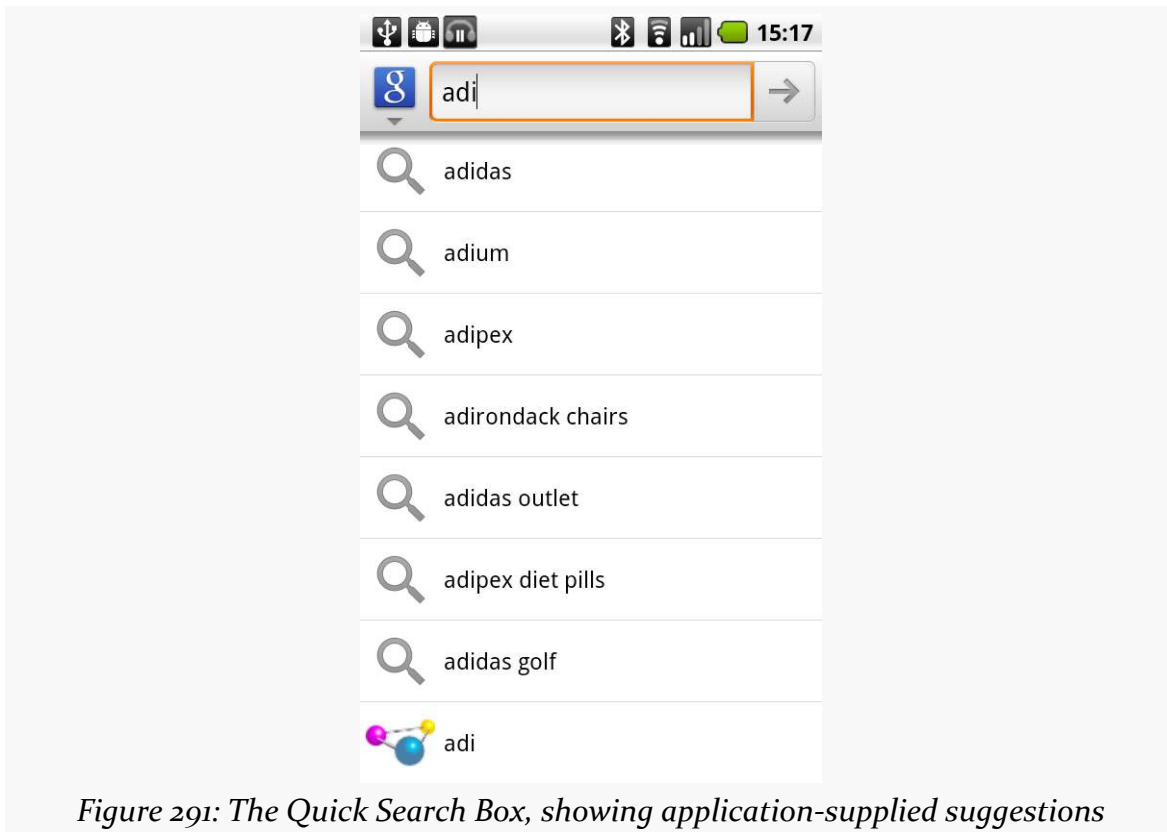 15:17
g adi
adidas
adium
adipex
adirondack chairs
adidas outlet
adipex diet pills
adidas golf
adi
Figure 291: The Quick Search Box, showing application-supplied suggestions